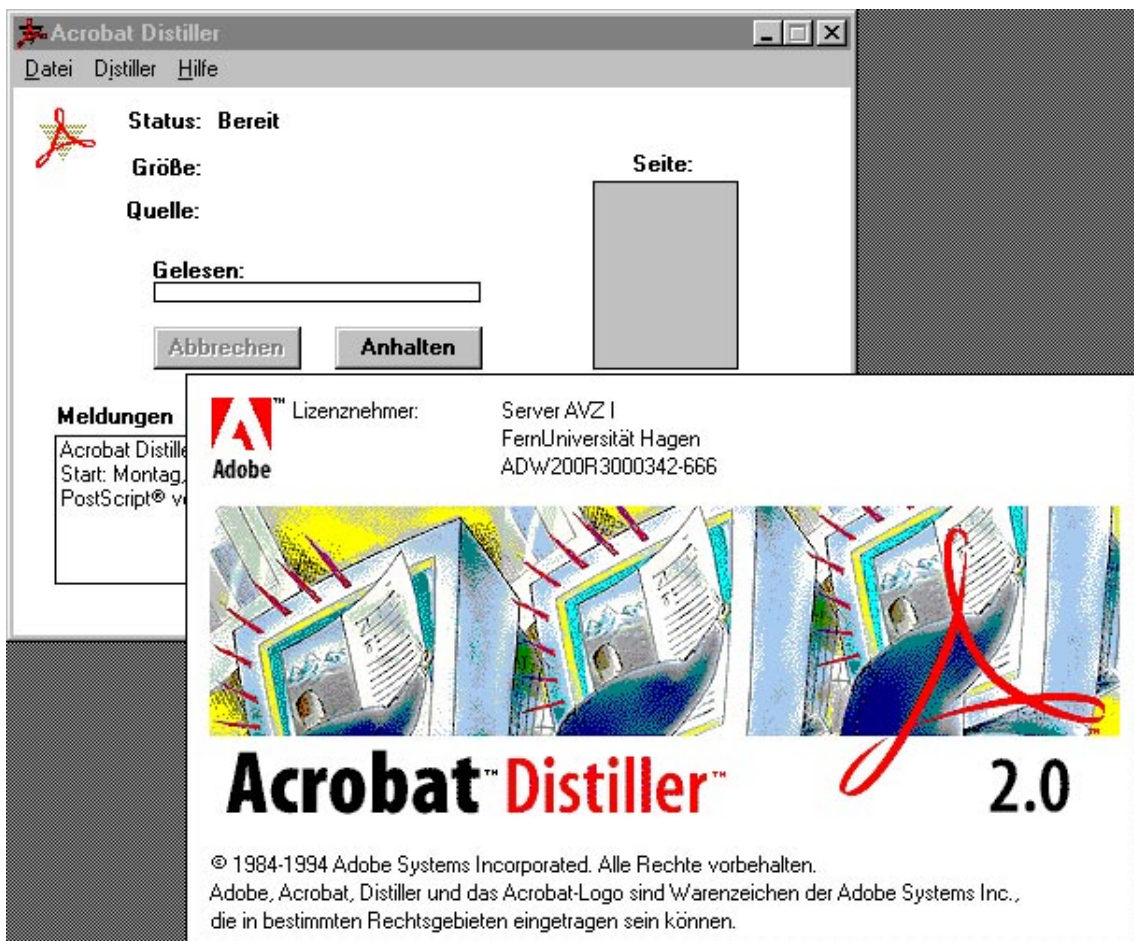 Acrobat Distiller
Datei Distiller Hilfe
Status: Bereit
Größe:
Seite:
Quelle:
Gelesen:
Abbrechen Anhalten
Meldungen
Acrobat Distille
Start: Montag,
PostScript® v
Adobe
™ Lizenznehmer: Server AVZ I
FernUniversität Hagen
ADW200R3000342-666
Acrobat™ Distiller™ 2.0
© 1984-1994 Adobe Systems Incorporated. Alle Rechte vorbehalten.
Adobe, Acrobat, Distiller und das Acrobat-Logo sind Warenzeichen der Adobe Systems Inc.,
die in bestimmten Rechtsgebieten eingetragen sein können.